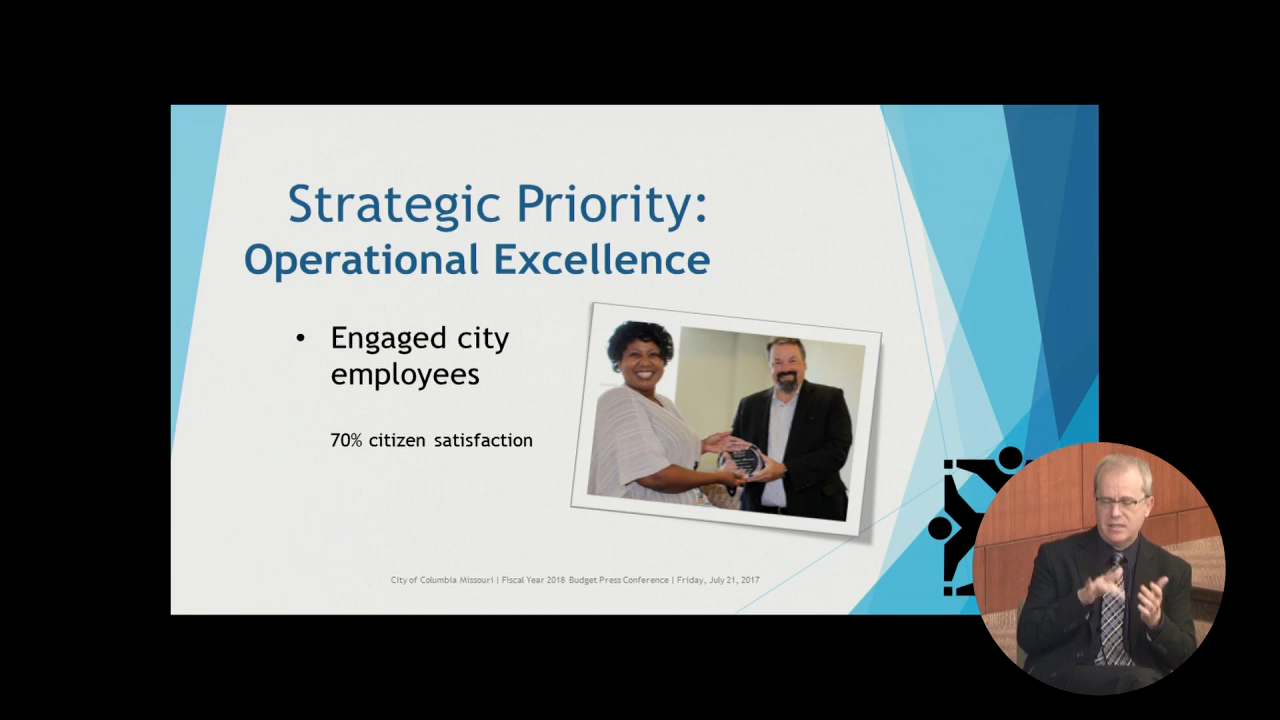 Strategic Priority:
Operational Excellence
• Engaged city
employees
70% citizen satisfaction
City of Columbia Missouri | Fiscal Year 2018 Budget Press Conference | Friday, July 21, 2017